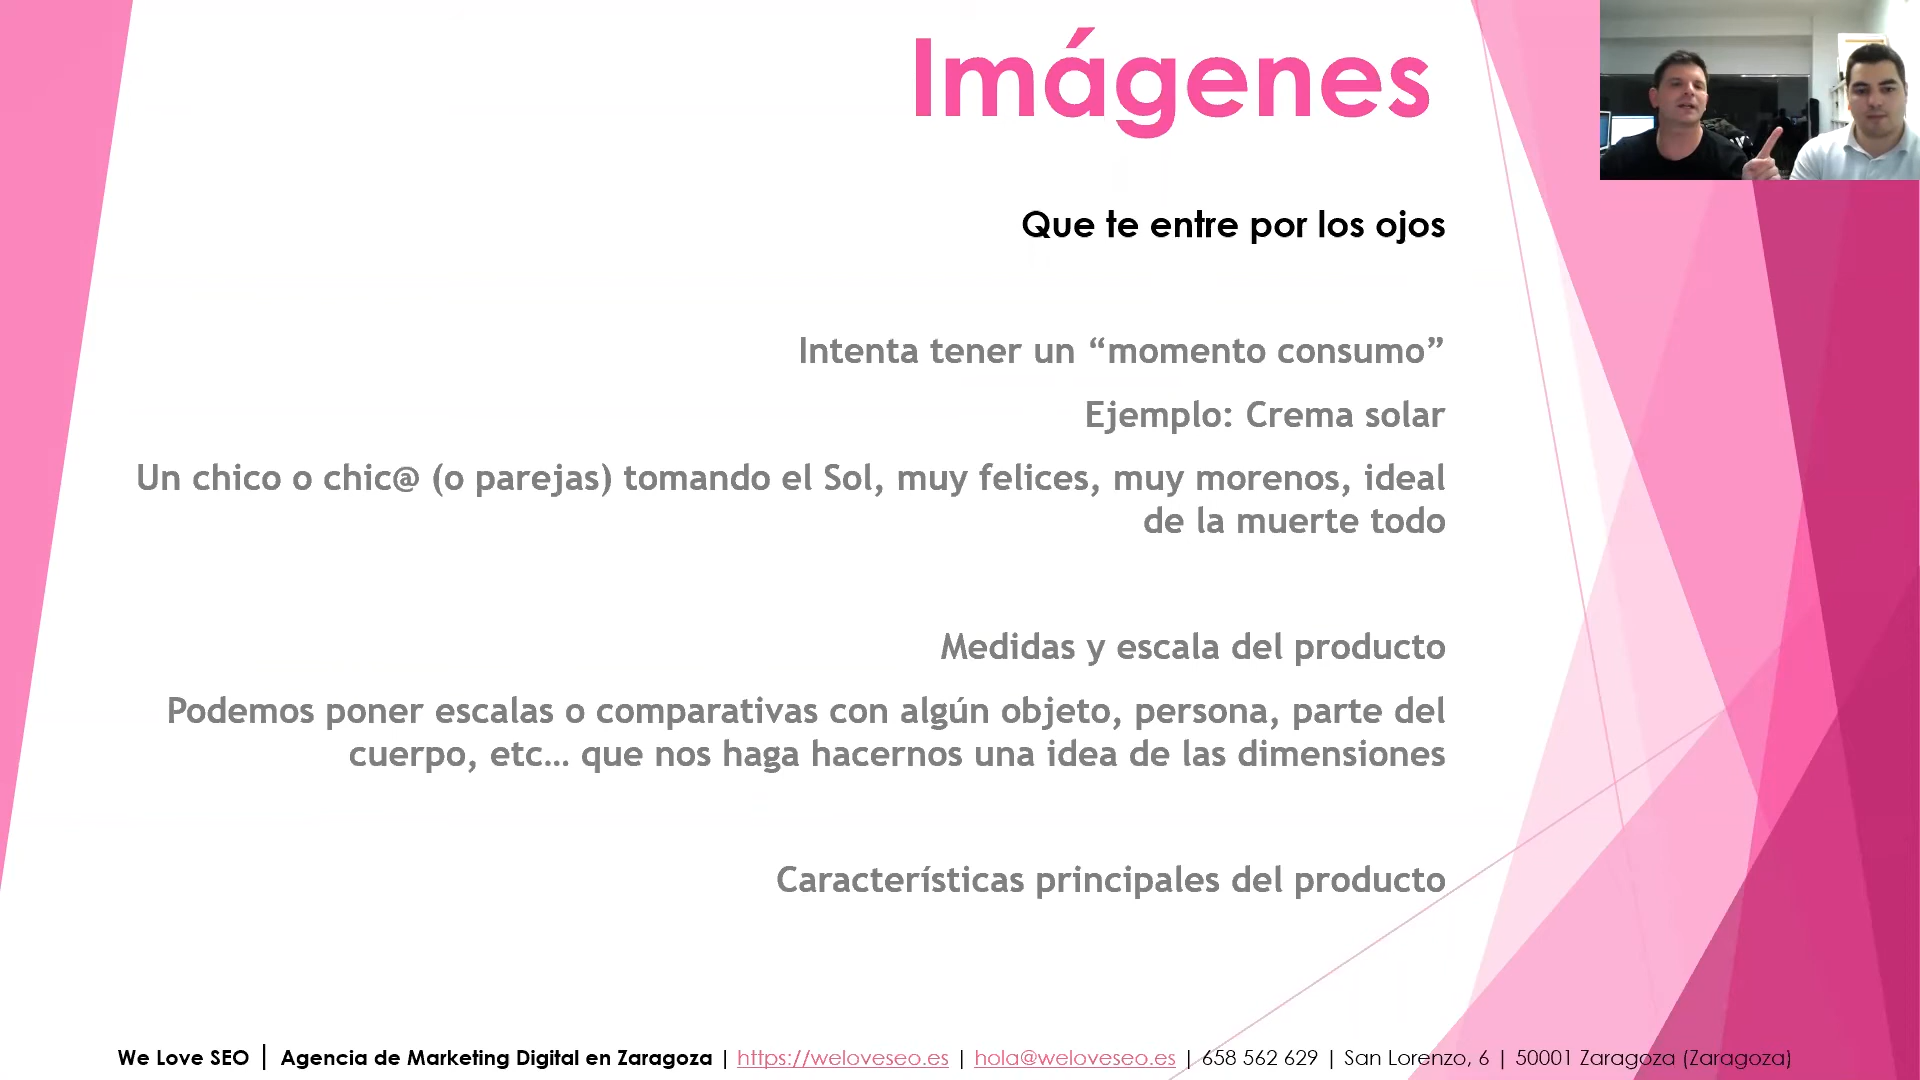 Imágenes
Que te entre por los ojos
Intenta tener un “momento consumo”
Ejemplo: Crema solar
Un chico o chic@ (o parejas) tomando el Sol, muy felices, muy morenos, ideal
de la muerte todo
Medidas y escala del producto
Podemos poner escalas o comparativas con algún objeto, persona, parte del
cuerpo, etc... que nos haga hacernos una idea de las dimensiones
Características principales del producto
We Love SEO | Agencia de Marketing Digital en Zaragoza | https://weloveseo.es | hola@weloveseo.es | 658 562 629 | San Lorenzo, 6 | 50001 Zaragoza (Zaragoza)